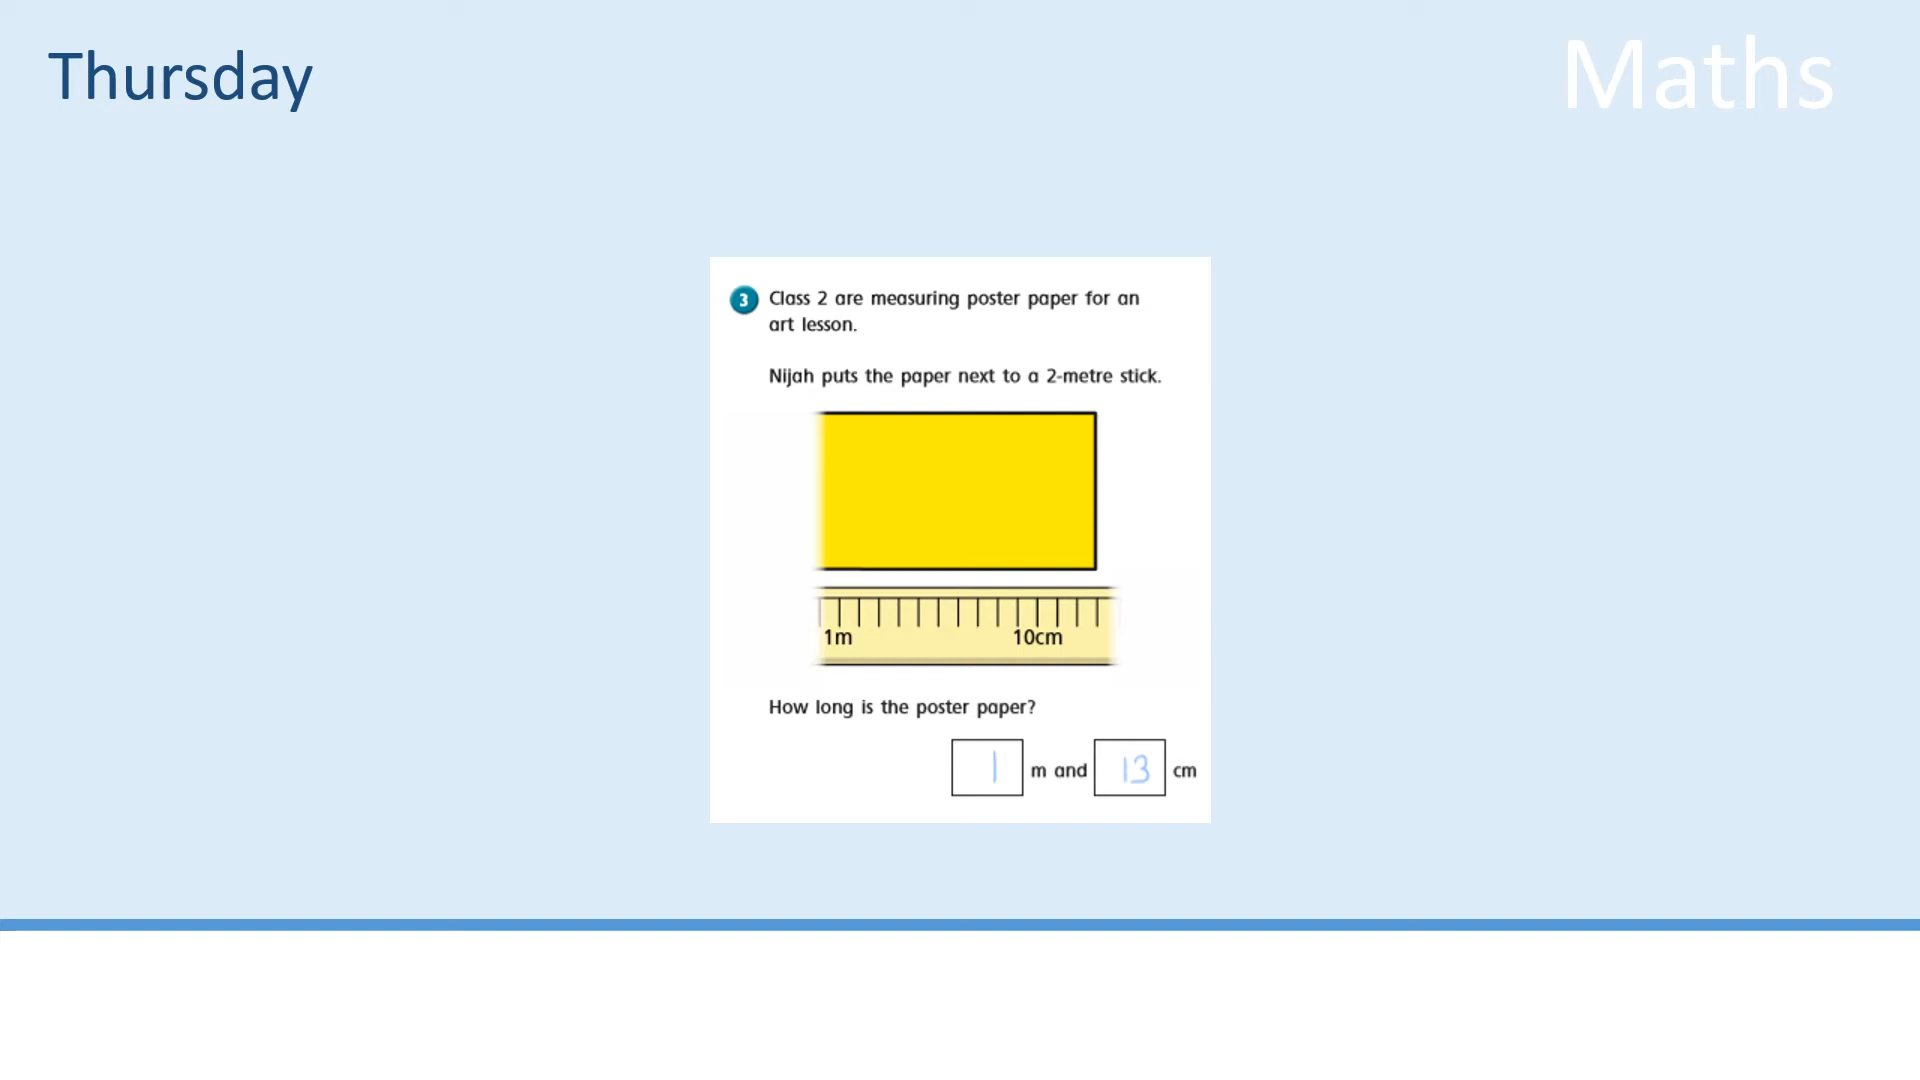 Thursday
Maths
3 Class 2 are measuring poster paper for an
art lesson.
Nijah puts the paper next to a 2-metre stick.
1m 10cm
How long is the poster paper?
1 m and 13 cm